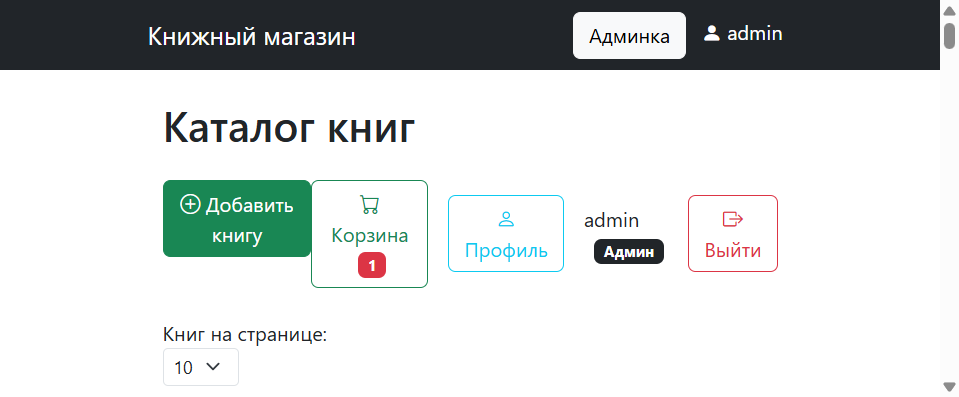 Книжный магазин
Админка
admin
Каталог книг
Добавить
книгу
Корзина
1
Профиль
admin
Админ
Выйти
Книг на странице:
10